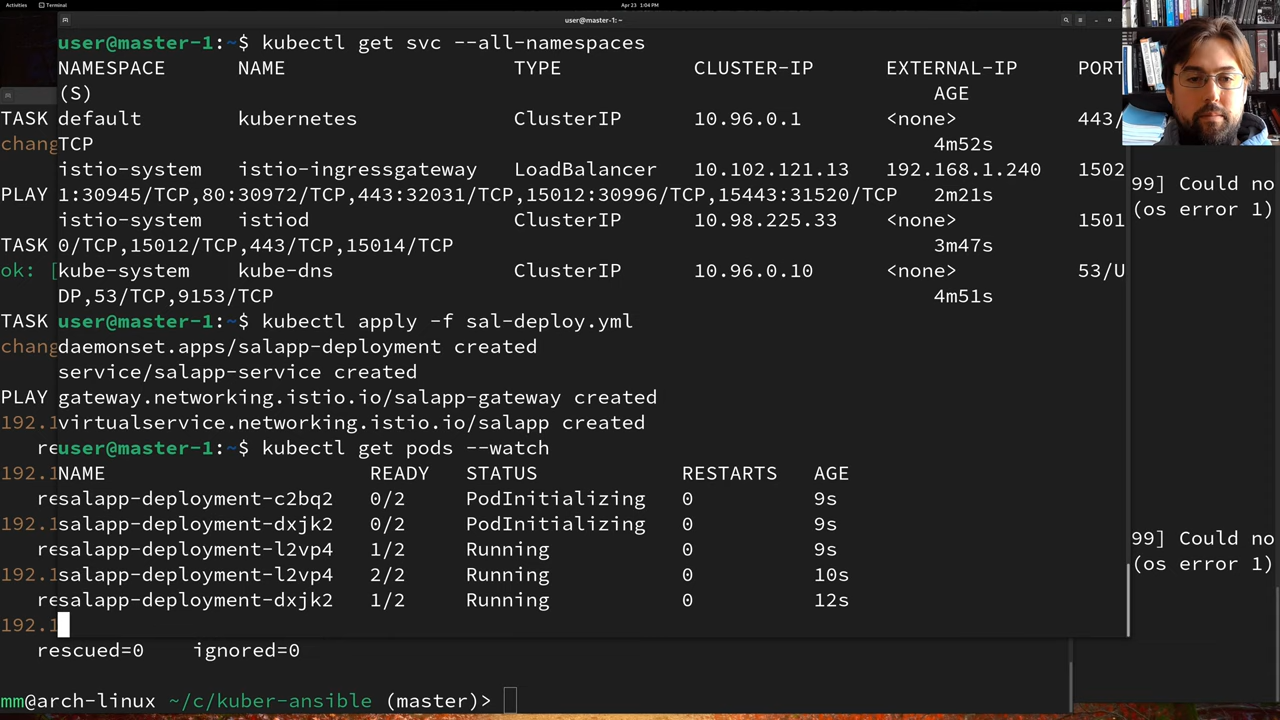 Activities Terminal Apr 23 1:04 PM
user@master-1: ~
user@master-1:~$ kubectl get svc --all-namespaces
NAMESPACE NAME TYPE CLUSTER-IP EXTERNAL-IP PORT
(S) AGE
TASK default kubernetes ClusterIP 10.96.0.1 <none> 443/
chang TCP 4m52s
istio-system istio-ingressgateway LoadBalancer 10.102.121.13 192.168.1.240 1502
99] Could no
PLAY 1:30945/TCP,80:30972/TCP,443:32031/TCP,15012:30996/TCP,15443:31520/TCP 2m21s
(os error 1)
istio-system istiod ClusterIP 10.98.225.33 <none> 1501
TASK 0/TCP,15012/TCP,443/TCP,15014/TCP 3m47s
ok: [ kube-system kube-dns ClusterIP 10.96.0.10 <none> 53/U
DP,53/TCP,9153/TCP 4m51s
TASK user@master-1:~$ kubectl apply -f sal-deploy.yml
chang daemonset.apps/salapp-deployment created
service/salapp-service created
PLAY gateway.networking.istio.io/salapp-gateway created
192.1 virtualservice.networking.istio.io/salapp created
re user@master-1:~$ kubectl get pods --watch
192.1 NAME READY STATUS RESTARTS AGE
re salapp-deployment-c2bq2 0/2 PodInitializing 0 9s
192.1 salapp-deployment-dxjk2 0/2 PodInitializing 0 9s
99] Could no
re salapp-deployment-l2vp4 1/2 Running 0 9s
(os error 1)
192.1 salapp-deployment-l2vp4 2/2 Running 0 10s
re salapp-deployment-dxjk2 1/2 Running 0 12s
192.1
rescued=0 ignored=0
mm@arch-linux ~/c/kuber-ansible (master)>